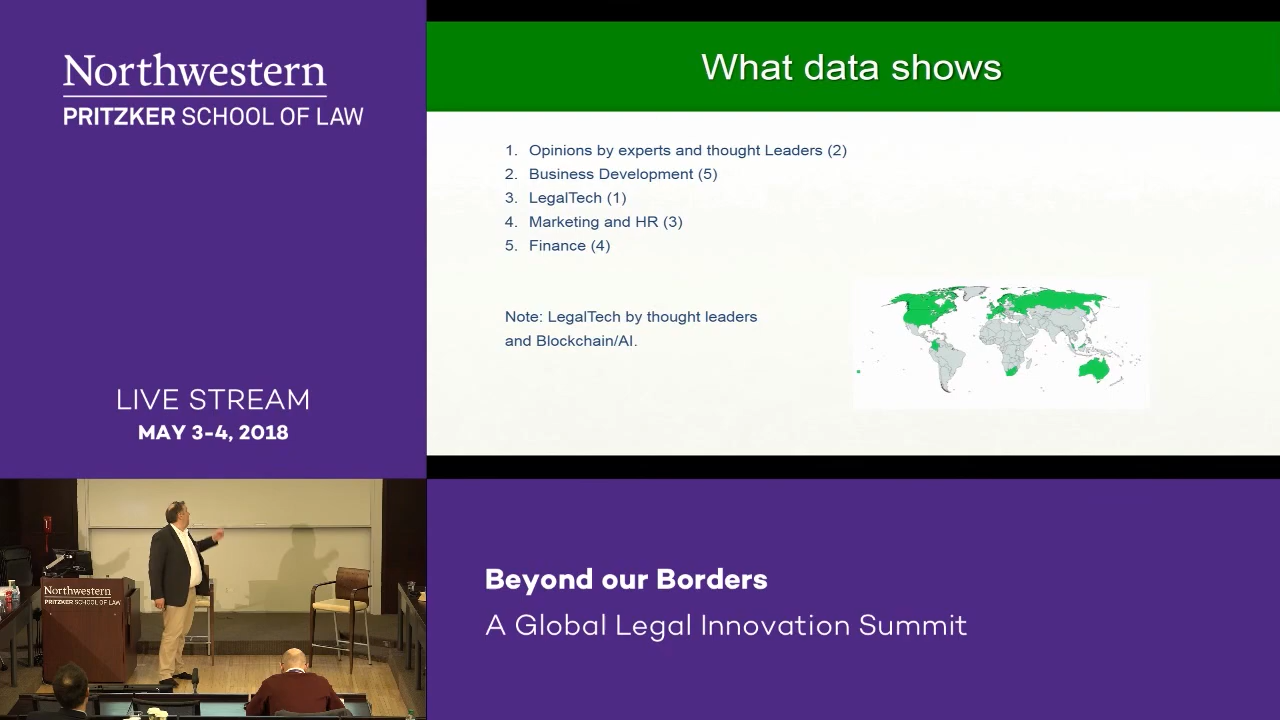 Northwestern
PRITZKER SCHOOL OF LAW
LIVE STREAM
MAY 3-4, 2018
What data shows
1. Opinions by experts and thought Leaders (2)
2. Business Development (5)
3. LegalTech (1)
4. Marketing and HR (3)
5. Finance (4)
Note: LegalTech by thought leaders
and Blockchain/AI.
Northwestern
PRITZKER SCHOOL OF LAW
Beyond our Borders
A Global Legal Innovation Summit